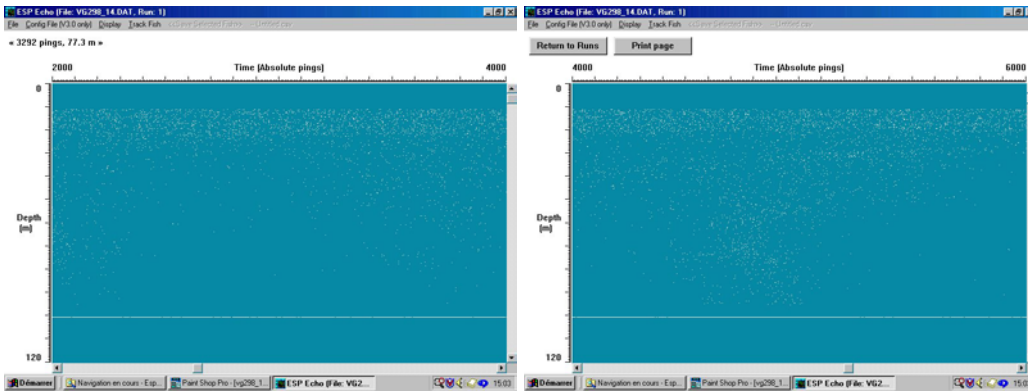 ESP Echo (File: VG298_14.DAT, Run: 1)
File Config File (V3.0 only) Display Track Fish
« 3292 pings, 77.3 m »
2000 Time (Absolute pings) 4000
0
Depth
(m)
120
Démarrer Navigation en cours - Esp... Paint Shop Pro - [vg298_1... ESP Echo (File: VG2... 15:03
ESP Echo (File: VG298_14.DAT, Run: 1)
File Config File (V3.0 only) Display Track Fish
Return to Runs Print page
4000 Time (Absolute pings) 6000
0
Depth
(m)
120
Démarrer Navigation en cours - Esp... Paint Shop Pro - [vg298_1... ESP Echo (File: VG2...